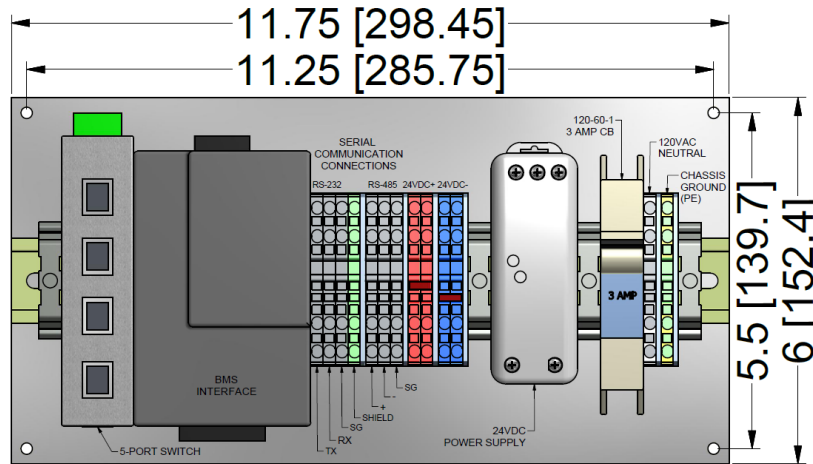 11.75 [298.45]
11.25 [285.75]
120-60-1
3 AMP CB
SERIAL
COMMUNICATION
CONNECTIONS
120VAC
NEUTRAL
CHASSIS
GROUND
(PE)
RS-232
RS-485
24VDC+
24VDC-
3 AMP
5.5 [139.7]
6 [152.4]
BMS
INTERFACE
SG
-
+
SHIELD
SG
RX
TX
5-PORT SWITCH
24VDC
POWER SUPPLY